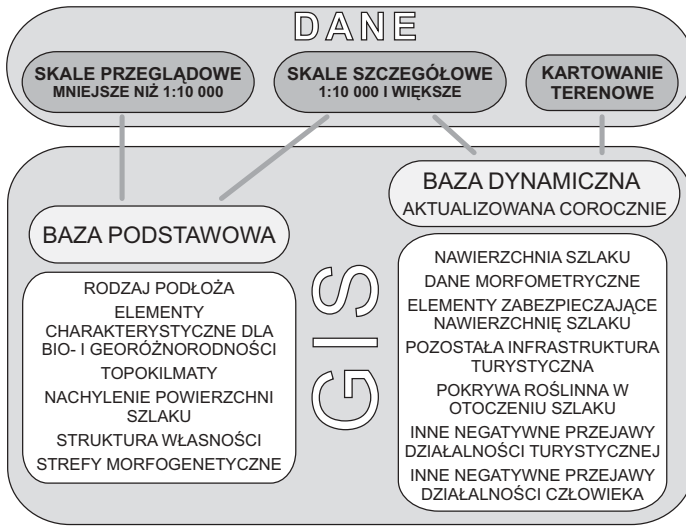 DANE
SKALE PRZEGLĄDOWE
MNIEJSZE NIŻ 1:10 000
SKALE SZCZEGÓŁOWE
1:10 000 I WIĘKSZE
KARTOWANIE
TERENOWE
BAZA PODSTAWOWA
RODZAJ PODŁOŻA
ELEMENTY
CHARAKTERYSTYCZNE DLA
BIO- I GEORÓŻNORODNOŚCI
TOPOKILMATY
NACHYLENIE POWIERZCHNI
SZLAKU
STRUKTURA WŁASNOŚCI
STREFY MORFOGENETYCZNE
GIS
BAZA DYNAMICZNA
AKTUALIZOWANA COROCZNIE
NAWIERZCHNIA SZLAKU
DANE MORFOMETRYCZNE
ELEMENTY ZABEZPIECZAJĄCE
NAWIERZCHNIĘ SZLAKU
POZOSTAŁA INFRASTRUKTURA
TURYSTYCZNA
POKRYWA ROŚLINNA W
OTOCZENIU SZLAKU
INNE NEGATYWNE PRZEJAWY
DZIAŁALNOŚCI TURYSTYCZNEJ
INNE NEGATYWNE PRZEJAWY
DZIAŁALNOŚCI CZŁOWIEKA